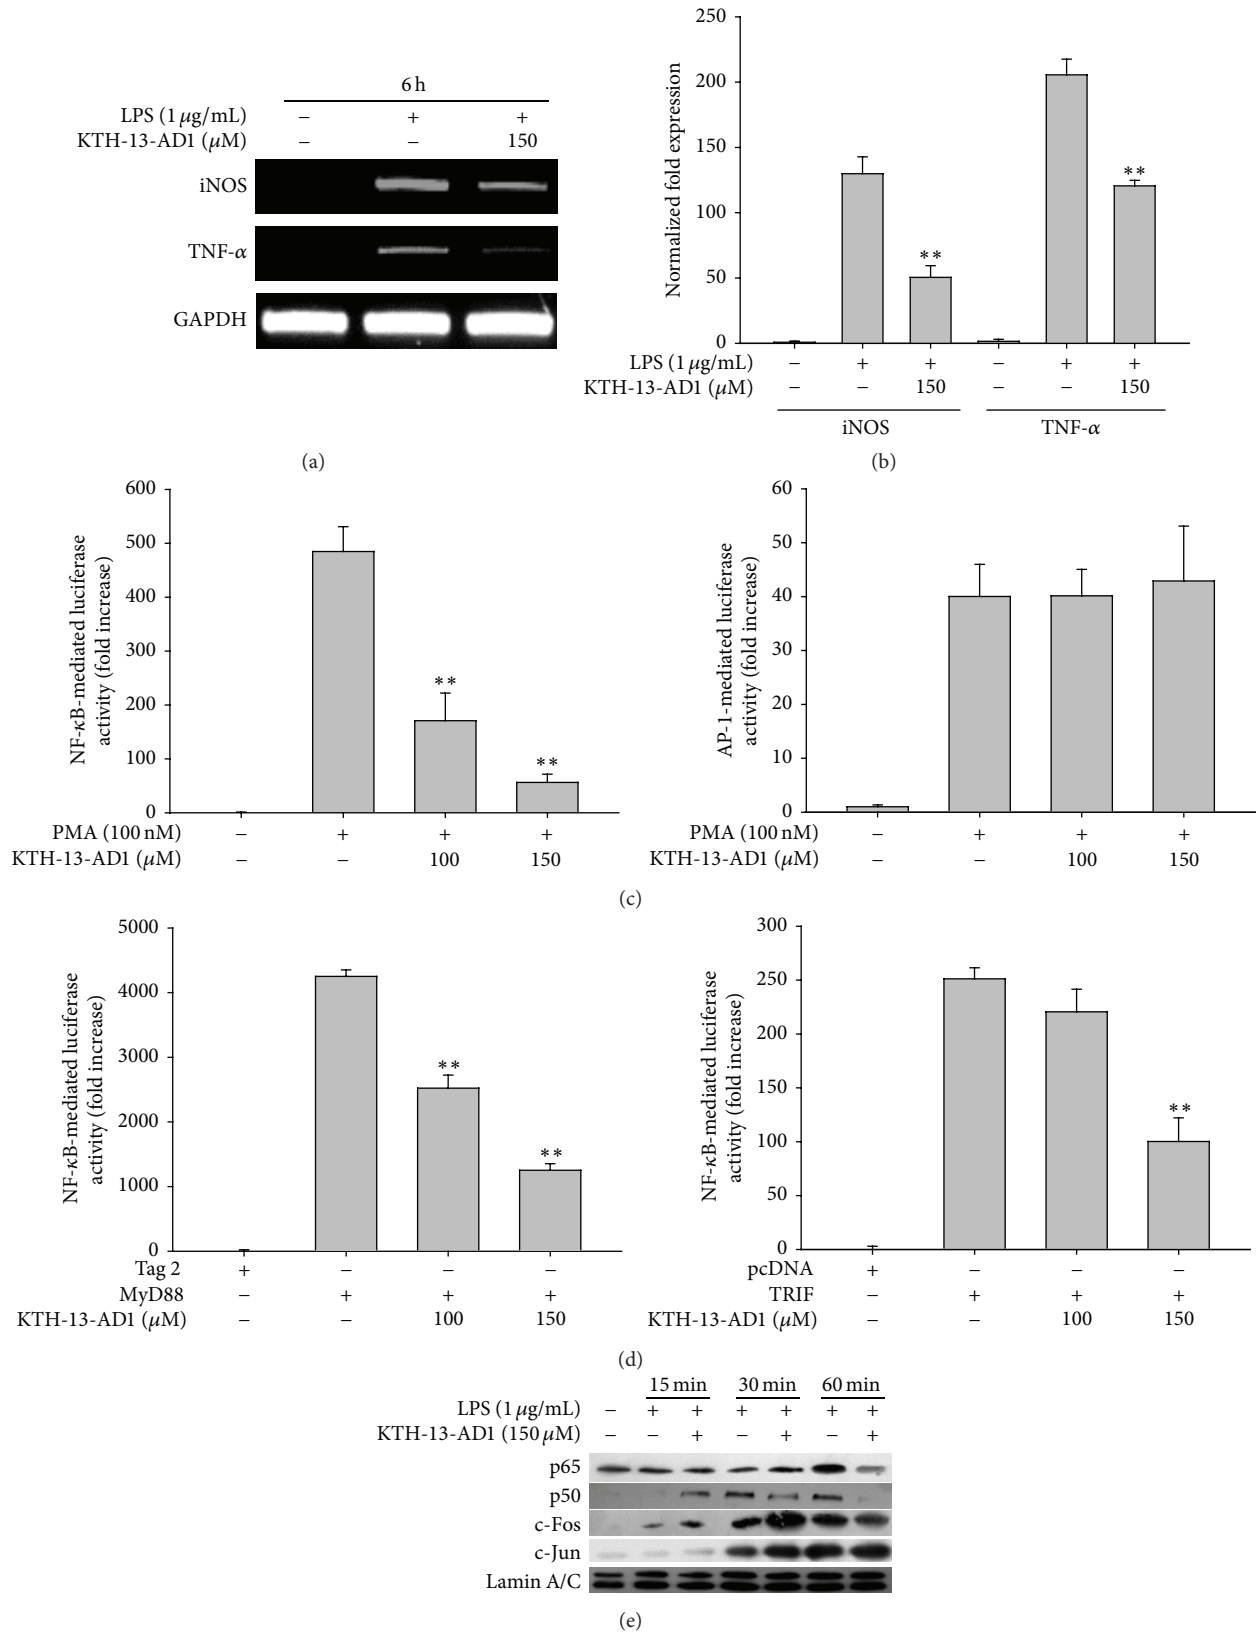 6 h
LPS (1 μg/mL) − + +
KTH-13-AD1 (μM) − − 150
iNOS
TNF-α
GAPDH
(a)
Normalized fold expression
250
200
150
100
50
0
**
**
LPS (1 μg/mL) − + + − + +
KTH-13-AD1 (μM) − − 150 − − 150
iNOS TNF-α
(b)
NF-κB-mediated luciferase
activity (fold increase)
600
500
400
300
200
100
0
**
**
PMA (100 nM) − + + +
KTH-13-AD1 (μM) − − 100 150
AP-1-mediated luciferase
activity (fold increase)
60
50
40
30
20
10
0
PMA (100 nM) − + + +
KTH-13-AD1 (μM) − − 100 150
(c)
NF-κB-mediated luciferase
activity (fold increase)
5000
4000
3000
2000
1000
0
**
**
Tag 2 + − − −
MyD88 − + + +
KTH-13-AD1 (μM) − − 100 150
NF-κB-mediated luciferase
activity (fold increase)
300
250
200
150
100
50
0
**
pcDNA + − − −
TRIF − + + +
KTH-13-AD1 (μM) − − 100 150
(d)
15 min 30 min 60 min
LPS (1 μg/mL) − + + + + + +
KTH-13-AD1 (150 μM) − − + − + − +
p65
p50
c-Fos
c-Jun
Lamin A/C
(e)